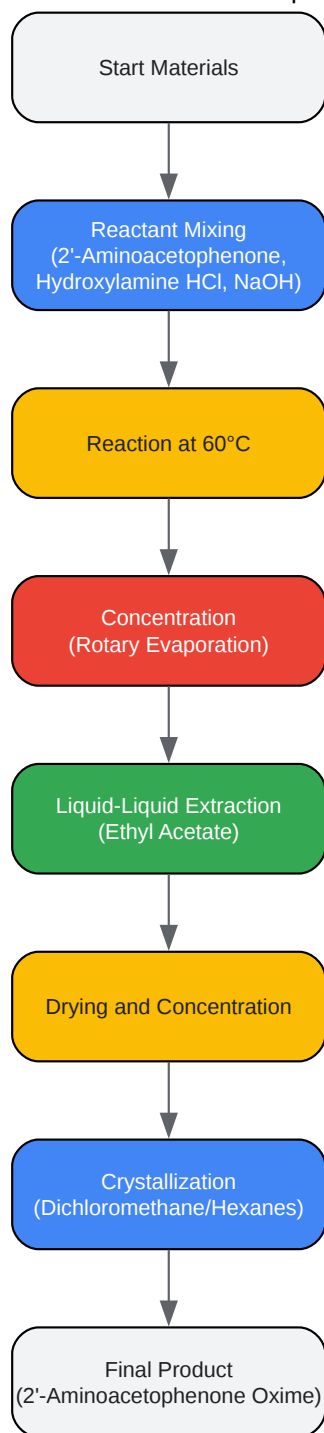 Start Materials
Reactant Mixing
(2'-Aminoacetophenone,
Hydroxylamine HCl, NaOH)
Reaction at 60°C
Concentration
(Rotary Evaporation)
Liquid-Liquid Extraction
(Ethyl Acetate)
Drying and Concentration
Crystallization
(Dichloromethane/Hexanes)
Final Product
(2'-Aminoacetophenone Oxime)